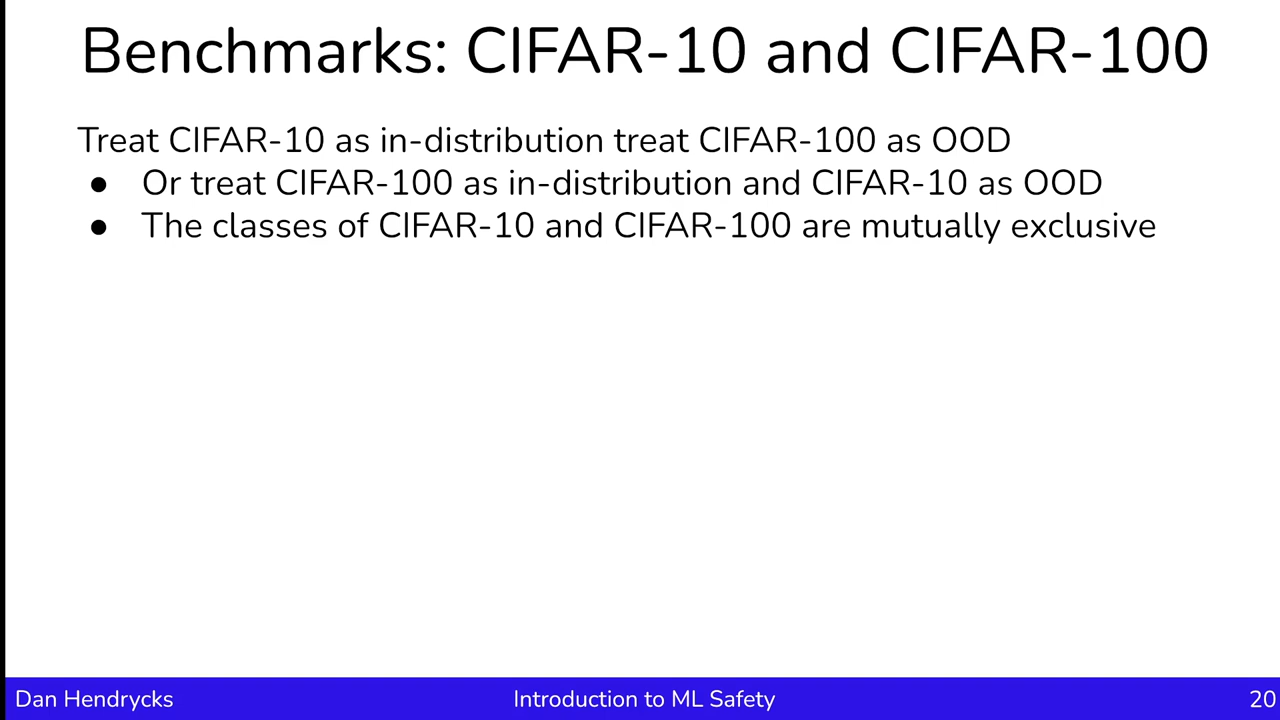 Benchmarks: CIFAR-10 and CIFAR-100
Treat CIFAR-10 as in-distribution treat CIFAR-100 as OOD
● Or treat CIFAR-100 as in-distribution and CIFAR-10 as OOD
● The classes of CIFAR-10 and CIFAR-100 are mutually exclusive
Dan Hendrycks Introduction to ML Safety 20